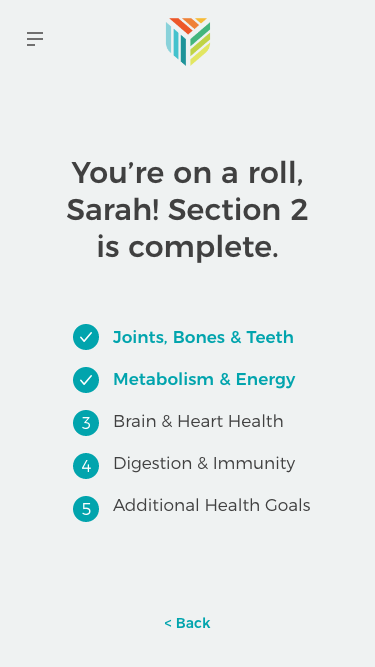 You’re on a roll,
Sarah! Section 2
is complete.
Joints, Bones & Teeth
Metabolism & Energy
3 Brain & Heart Health
4 Digestion & Immunity
5 Additional Health Goals
< Back